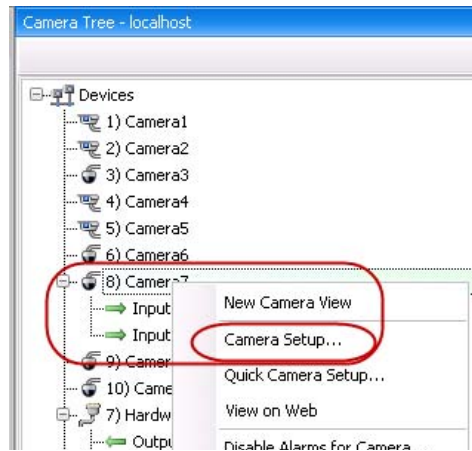 Camera Tree - localhost
Devices
1) Camera1
2) Camera2
3) Camera3
4) Camera4
5) Camera5
6) Camera6
8) Camera7
Input
Input
9) Camer
10) Came
7) Hardw
Outpu
New Camera View
Camera Setup...
Quick Camera Setup...
View on Web
Disable Alarms for Camera...